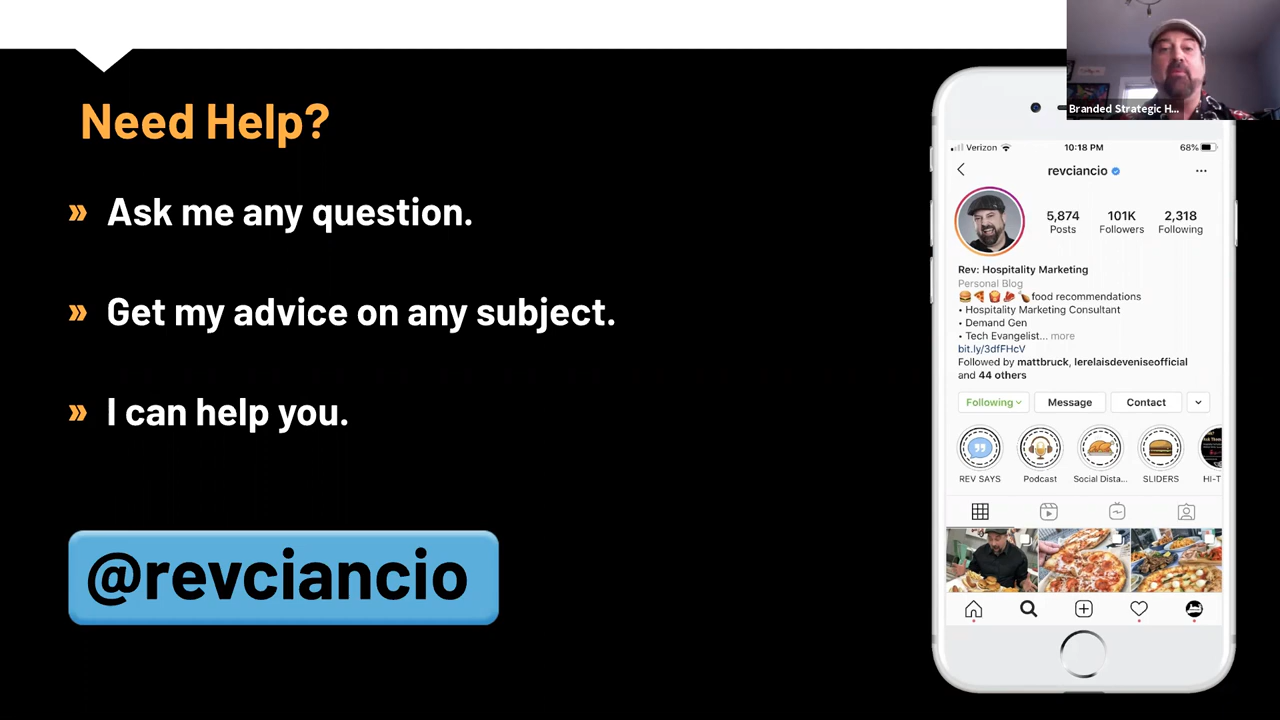 Need Help?
» Ask me any question.
» Get my advice on any subject.
» I can help you.
@revciancio
Branded Strategic H...
Verizon 10:18 PM 68%
revciancio
5,874 101K 2,318
Posts Followers Following
Rev: Hospitality Marketing
Personal Blog
food recommendations
• Hospitality Marketing Consultant
• Demand Gen
• Tech Evangelist... more
bit.ly/3dfFHcV
Followed by mattbruck, lerelaisdeveniseofficial
and 44 others
Following Message Contact
REV SAYS Podcast Social Dista... SLIDERS HI-T